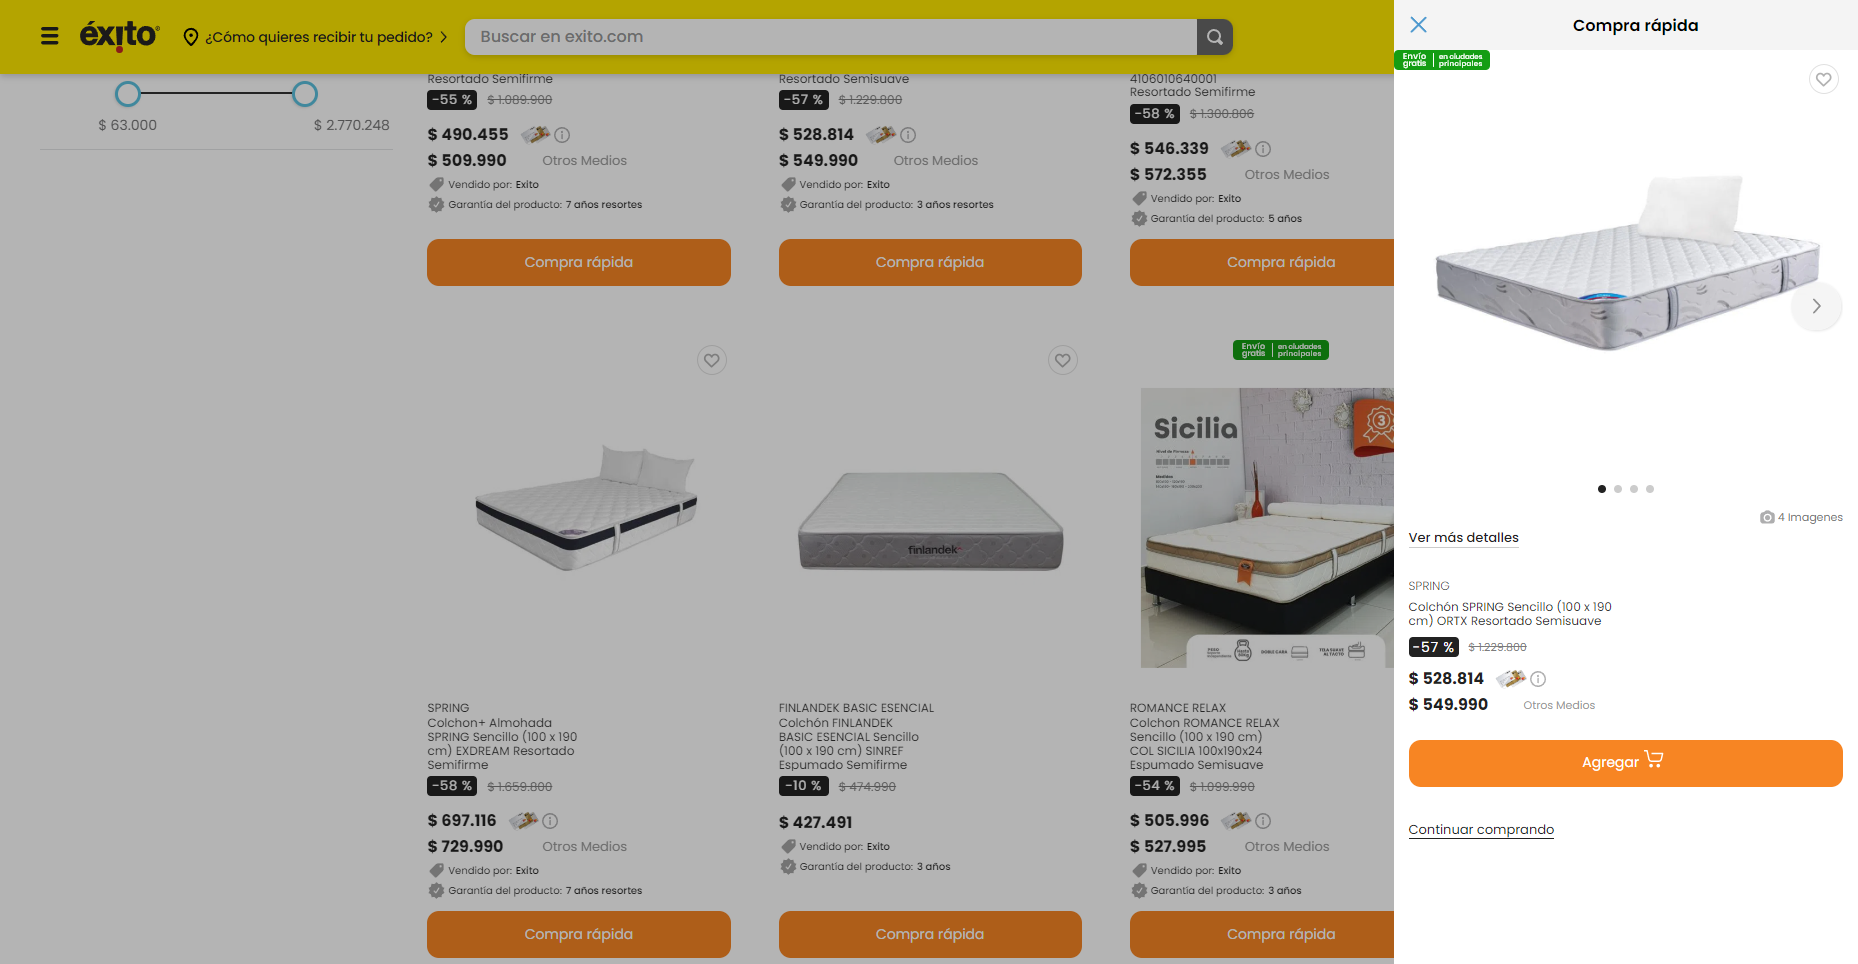 éxito
¿Cómo quieres recibir tu pedido?
Buscar en exito.com
$ 63.000
$ 2.770.248
Resortado Semifirme
-55 % $ 1.089.900
$ 490.455
$ 509.990 Otros Medios
Vendido por: Exito
Garantía del producto: 7 años resortes
Compra rápida
Resortado Semisuave
-57 % $ 1.229.800
$ 528.814
$ 549.990 Otros Medios
Vendido por: Exito
Garantía del producto: 3 años resortes
Compra rápida
4106010640001
Resortado Semifirme
-58 % $ 1.300.806
$ 546.339
$ 572.355 Otros Medios
Vendido por: Exito
Garantía del producto: 5 años
Compra rápida
SPRING
Colchon+ Almohada
SPRING Sencillo (100 x 190
cm) EXDREAM Resortado
Semifirme
-58 % $ 1.659.800
$ 697.116
$ 729.990 Otros Medios
Vendido por: Exito
Garantía del producto: 7 años resortes
Compra rápida
finlandek
FINLANDEK BASIC ESENCIAL
Colchón FINLANDEK
BASIC ESENCIAL Sencillo
(100 x 190 cm) SINREF
Espumado Semifirme
-10 % $ 474.990
$ 427.491
Vendido por: Exito
Garantía del producto: 3 años
Compra rápida
Envío gratis en ciudades principales
Sicilia
Nivel de Firmeza
Medidas
3
DOBLE CARA
TELA SUAVE
AL TACTO
ROMANCE RELAX
Colchon ROMANCE RELAX
Sencillo (100 x 190 cm)
COL SICILIA 100x190x24
Espumado Semisuave
-54 % $ 1.099.990
$ 505.996
$ 527.995 Otros Medios
Vendido por: Exito
Garantía del producto: 3 años
Compra rápida
Compra rápida
Envío gratis en ciudades principales
4 Imagenes
Ver más detalles
SPRING
Colchón SPRING Sencillo (100 x 190
cm) ORTX Resortado Semisuave
-57 % $ 1.229.800
$ 528.814
$ 549.990 Otros Medios
Agregar
Continuar comprando